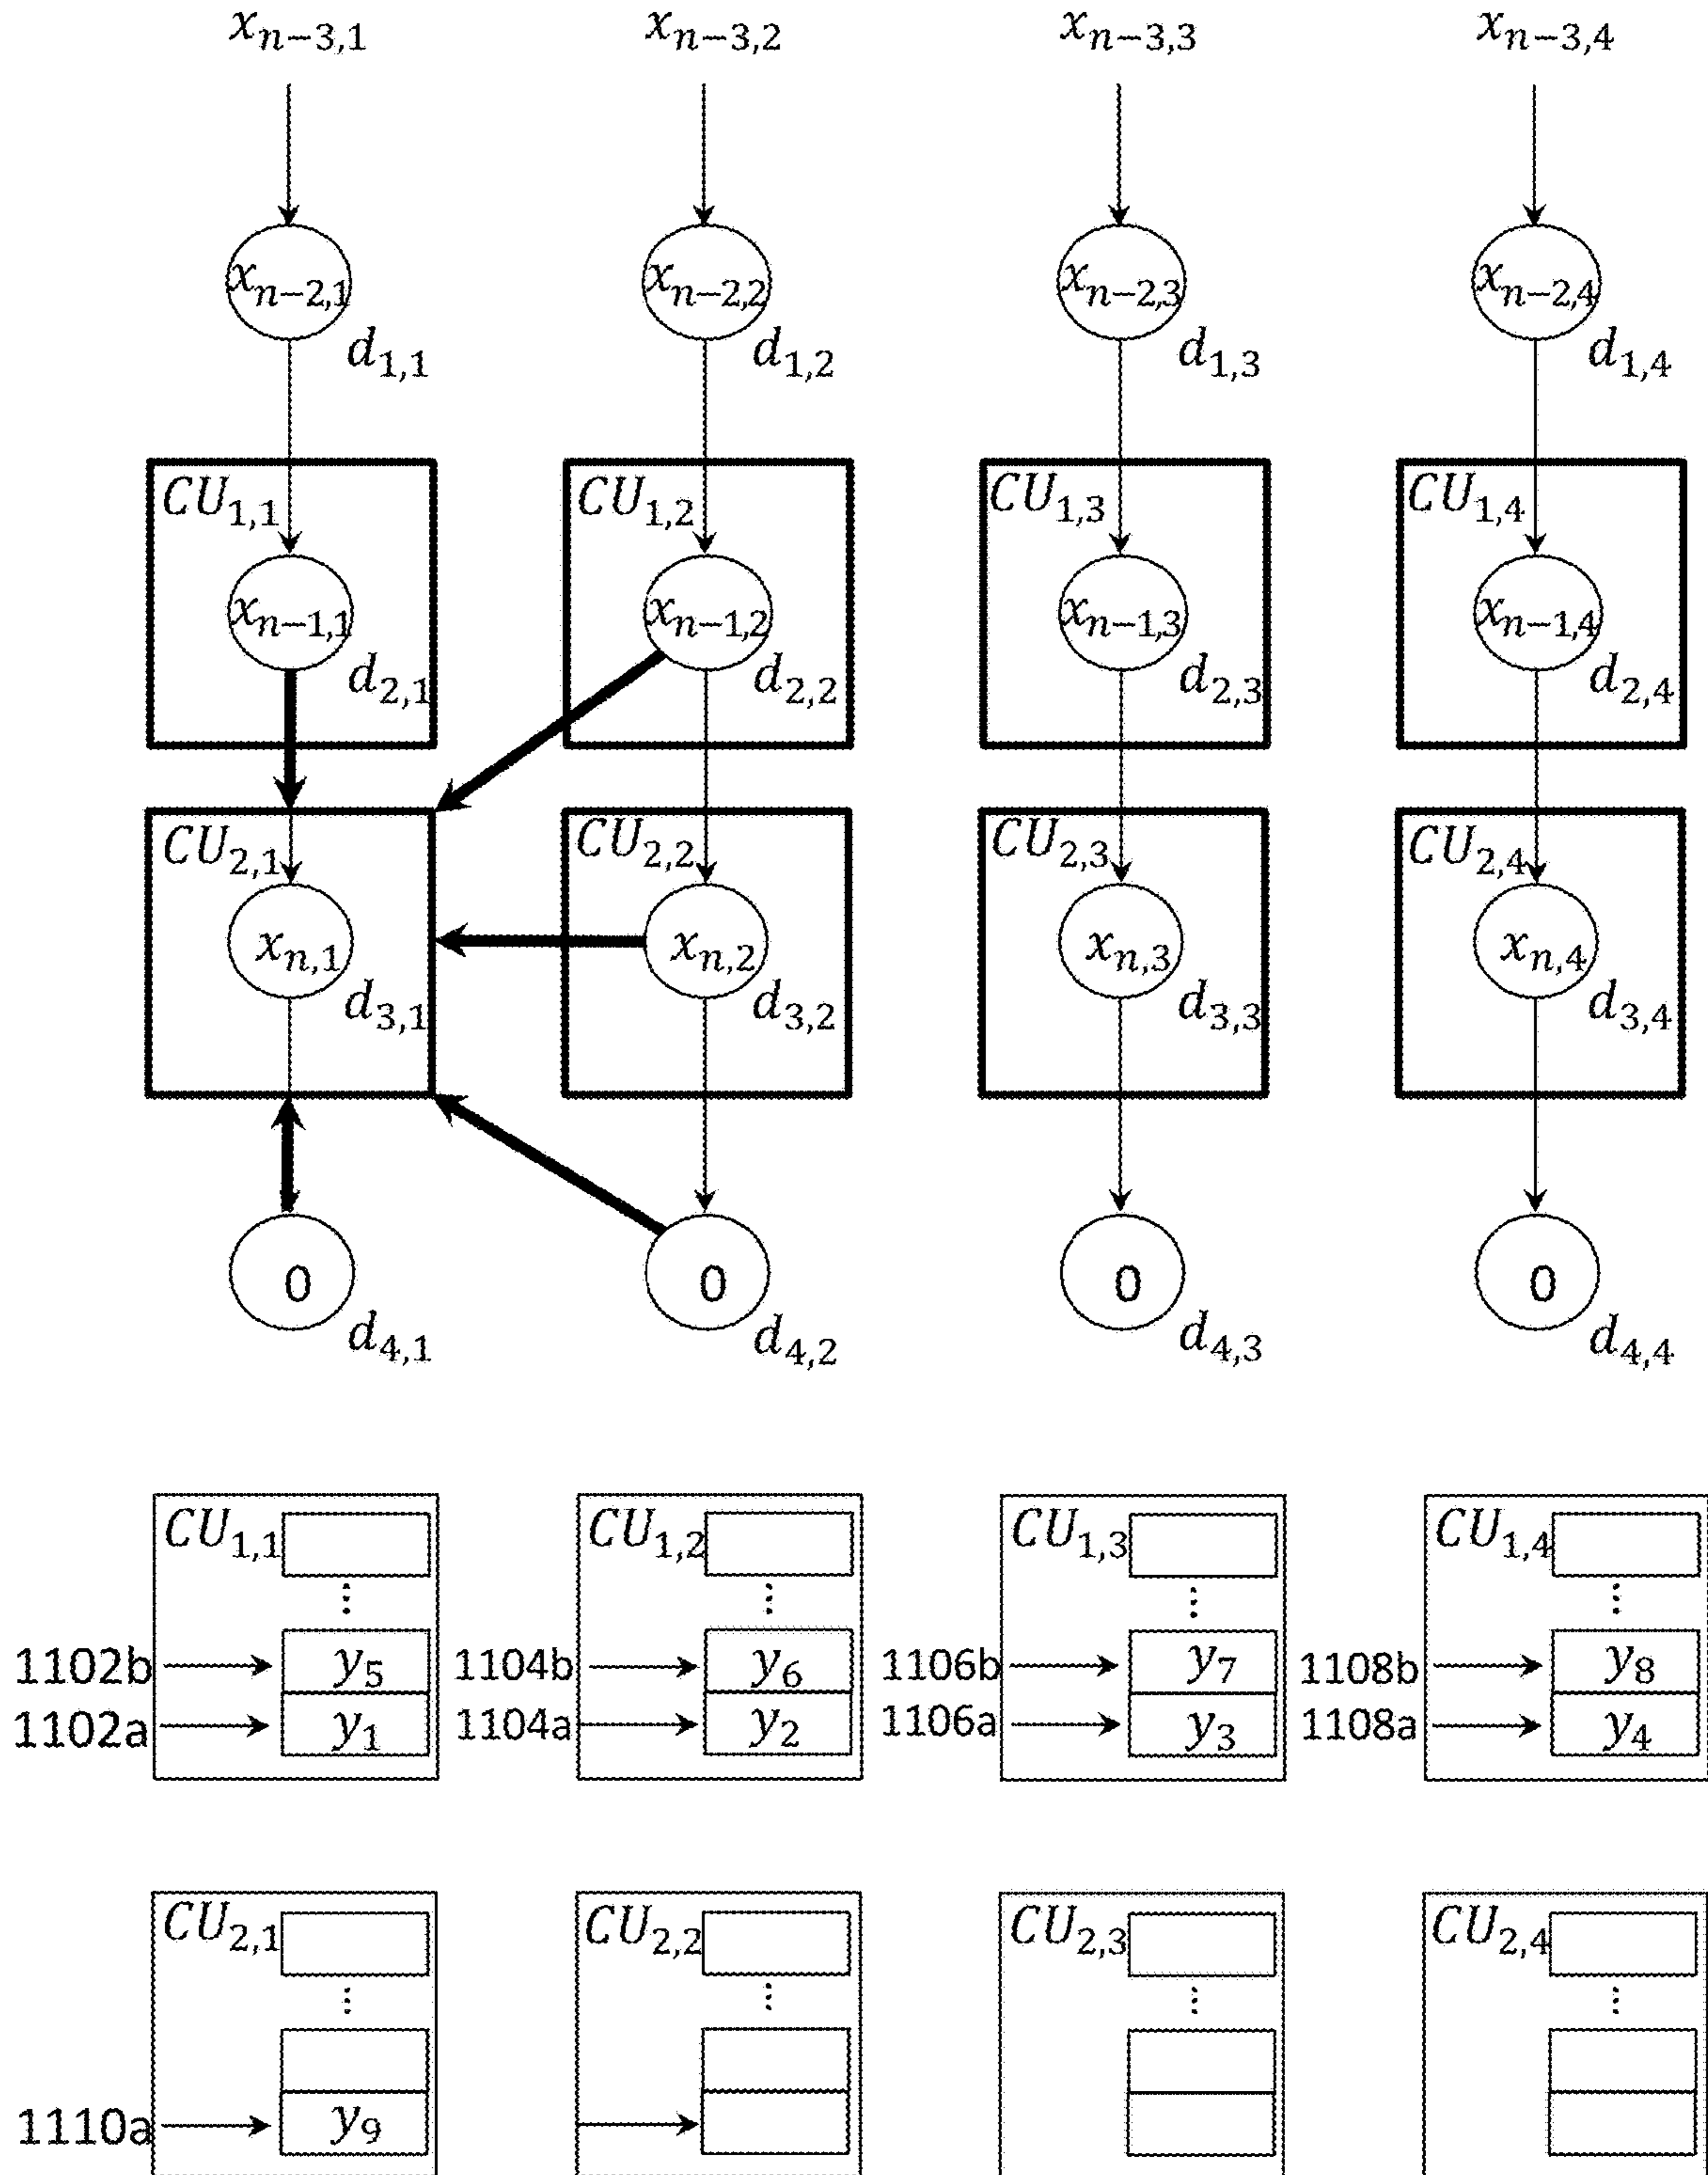 x_{n−3,1} x_{n−3,2} x_{n−3,3} x_{n−3,4}
x_{n−2,1} x_{n−2,2} x_{n−2,3} x_{n−2,4}
d_{1,1} d_{1,2} d_{1,3} d_{1,4}
CU_{1,1} CU_{1,2} CU_{1,3} CU_{1,4}
x_{n−1,1} x_{n−1,2} x_{n−1,3} x_{n−1,4}
d_{2,1} d_{2,2} d_{2,3} d_{2,4}
CU_{2,1} CU_{2,2} CU_{2,3} CU_{2,4}
x_{n,1} x_{n,2} x_{n,3} x_{n,4}
d_{3,1} d_{3,2} d_{3,3} d_{3,4}
0 0 0 0
d_{4,1} d_{4,2} d_{4,3} d_{4,4}
CU_{1,1} CU_{1,2} CU_{1,3} CU_{1,4}
⋮ ⋮ ⋮ ⋮
1102b y_5 1104b y_6 1106b y_7 1108b y_8
1102a y_1 1104a y_2 1106a y_3 1108a y_4
CU_{2,1} CU_{2,2} CU_{2,3} CU_{2,4}
⋮ ⋮ ⋮ ⋮
1110a y_9